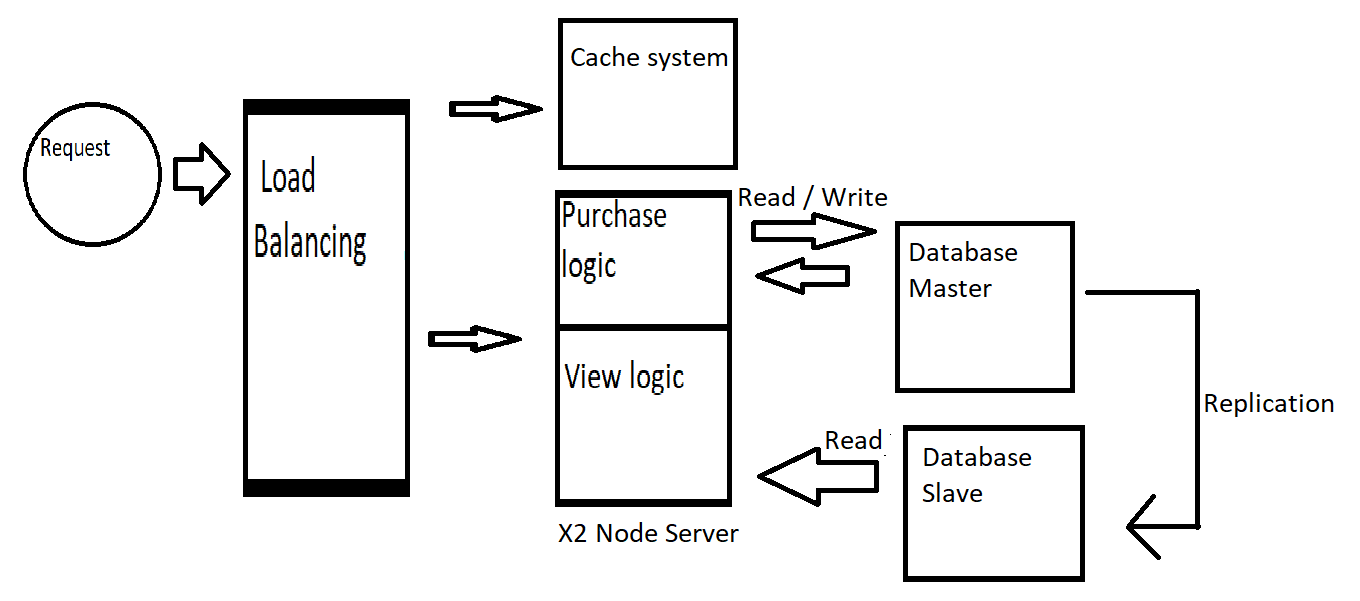 Request
Load
Balancing
Cache system
Purchase
logic
View logic
X2 Node Server
Read / Write
Database
Master
Read
Database
Slave
Replication